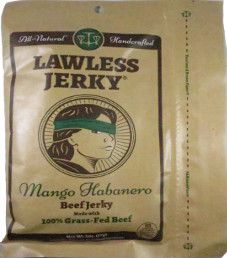 All-Natural Handcrafted
LAWLESS
JERKY®
Mango Habanero
Beef Jerky
Made with
100% Grass-Fed Beef